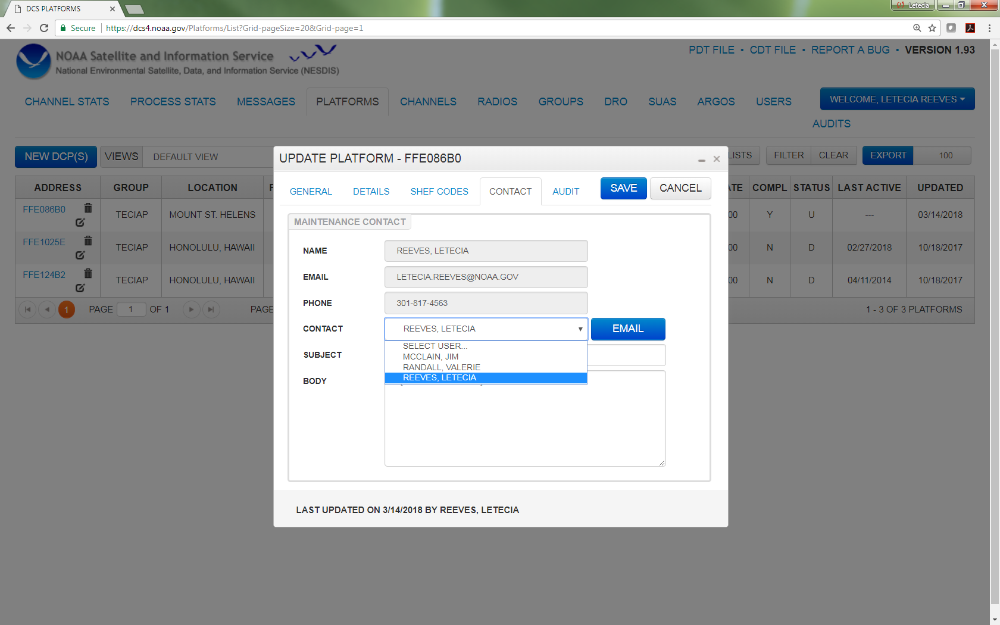 DCS PLATFORMS
Letecia
Secure
https://dcs4.noaa.gov/Platforms/List?Grid-pageSize=20&Grid-page=1
NOAA Satellite and Information Service
National Environmental Satellite, Data, and Information Service (NESDIS)
PDT FILE • CDT FILE • REPORT A BUG • VERSION 1.93
CHANNEL STATS PROCESS STATS MESSAGES PLATFORMS CHANNELS RADIOS GROUPS DRO SUAS ARGOS USERS WELCOME, LETECIA REEVES
AUDITS
NEW DCP(S) VIEWS DEFAULT VIEW LISTS FILTER CLEAR EXPORT 100
ADDRESS GROUP LOCATION COMPL STATUS LAST ACTIVE UPDATED
FFE086B0 TECIAP MOUNT ST. HELENS 00 Y U --- 03/14/2018
FFE1025E TECIAP HONOLULU, HAWAII 00 N D 02/27/2018 10/18/2017
FFE124B2 TECIAP HONOLULU, HAWAII 00 N D 04/11/2014 10/18/2017
1 PAGE 1 OF 1 PAGE 1 - 3 OF 3 PLATFORMS
UPDATE PLATFORM - FFE086B0
GENERAL DETAILS SHEF CODES CONTACT AUDIT SAVE CANCEL
MAINTENANCE CONTACT
NAME REEVES, LETECIA
EMAIL LETECIA.REEVES@NOAA.GOV
PHONE 301-817-4563
CONTACT REEVES, LETECIA EMAIL
SELECT USER...
MCCLAIN, JIM
RANDALL, VALERIE
REEVES, LETECIA
SUBJECT
BODY
LAST UPDATED ON 3/14/2018 BY REEVES, LETECIA